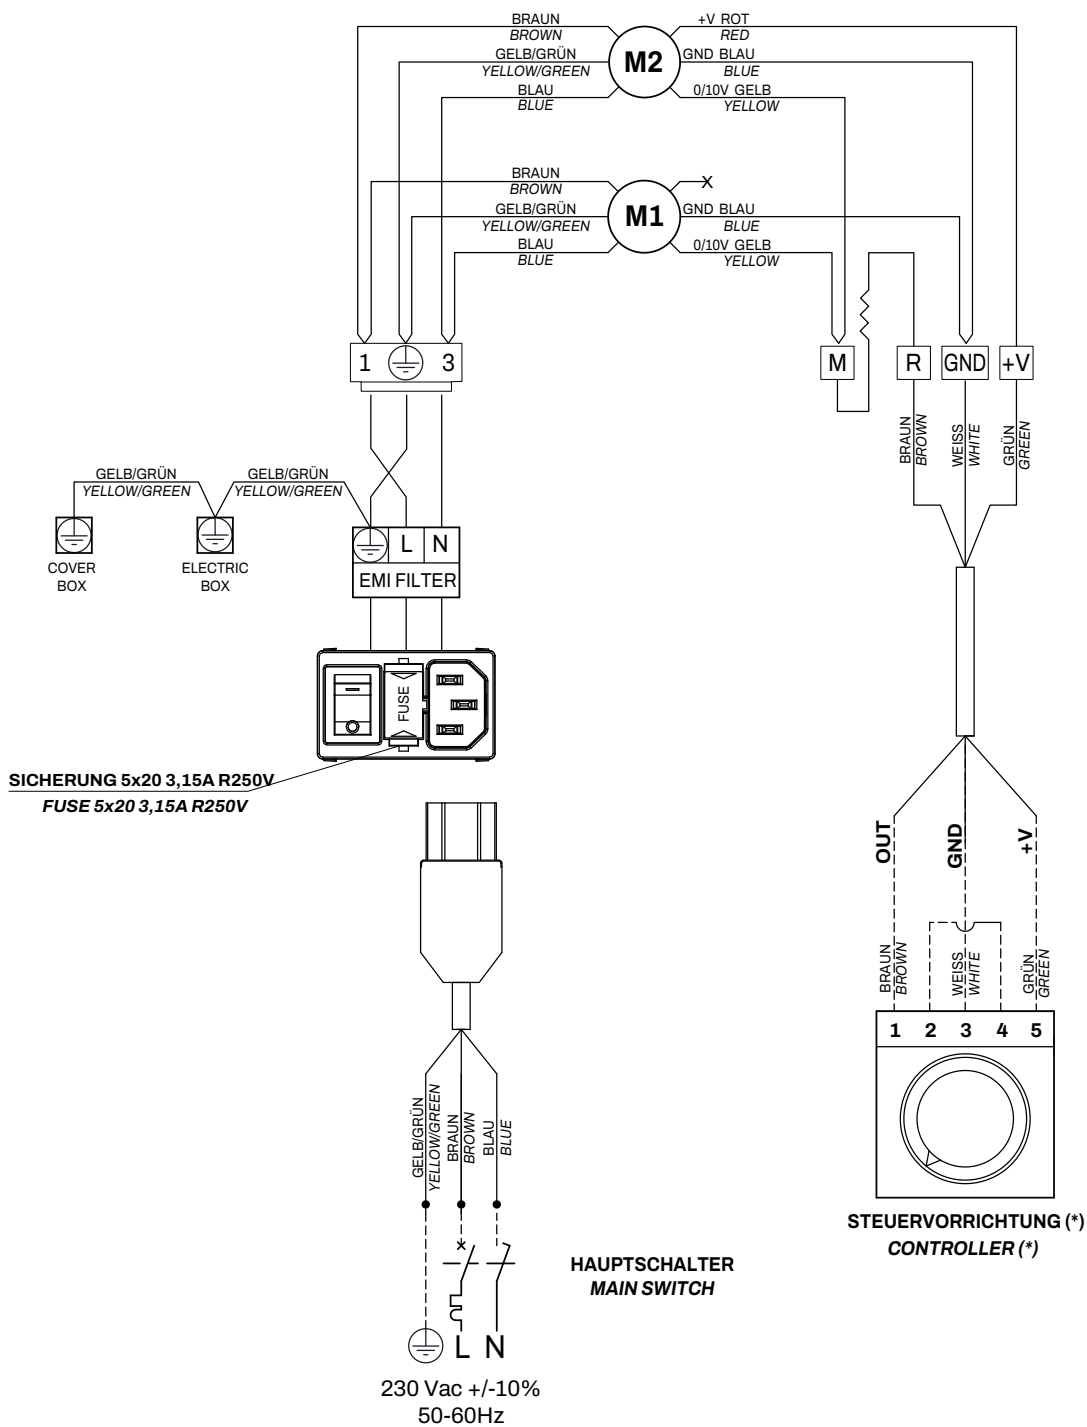 BRAUN
BROWN
+V ROT
RED
GELB/GRÜN
YELLOW/GREEN
M2
GND BLAU
BLUE
BLAU
BLUE
0/10V GELB
YELLOW
BRAUN
BROWN
X
GELB/GRÜN
YELLOW/GREEN
M1
GND BLAU
BLUE
BLAU
BLUE
0/10V GELB
YELLOW
1
3
M
R
GND
+V
BRAUN
BROWN
WEISS
WHITE
GRÜN
GREEN
GELB/GRÜN
YELLOW/GREEN
GELB/GRÜN
YELLOW/GREEN
COVER
BOX
ELECTRIC
BOX
L
N
EMI FILTER
FUSE
SICHERUNG 5x20 3,15A R250V
FUSE 5x20 3,15A R250V
OUT
GND
+V
BRAUN
BROWN
WEISS
WHITE
GRÜN
GREEN
1 2 3 4 5
STEUERVORRICHTUNG (*)
CONTROLLER (*)
GELB/GRÜN
YELLOW/GREEN
BRAUN
BROWN
BLAU
BLUE
HAUPTSCHALTER
MAIN SWITCH
L N
230 Vac +/-10%
50-60Hz